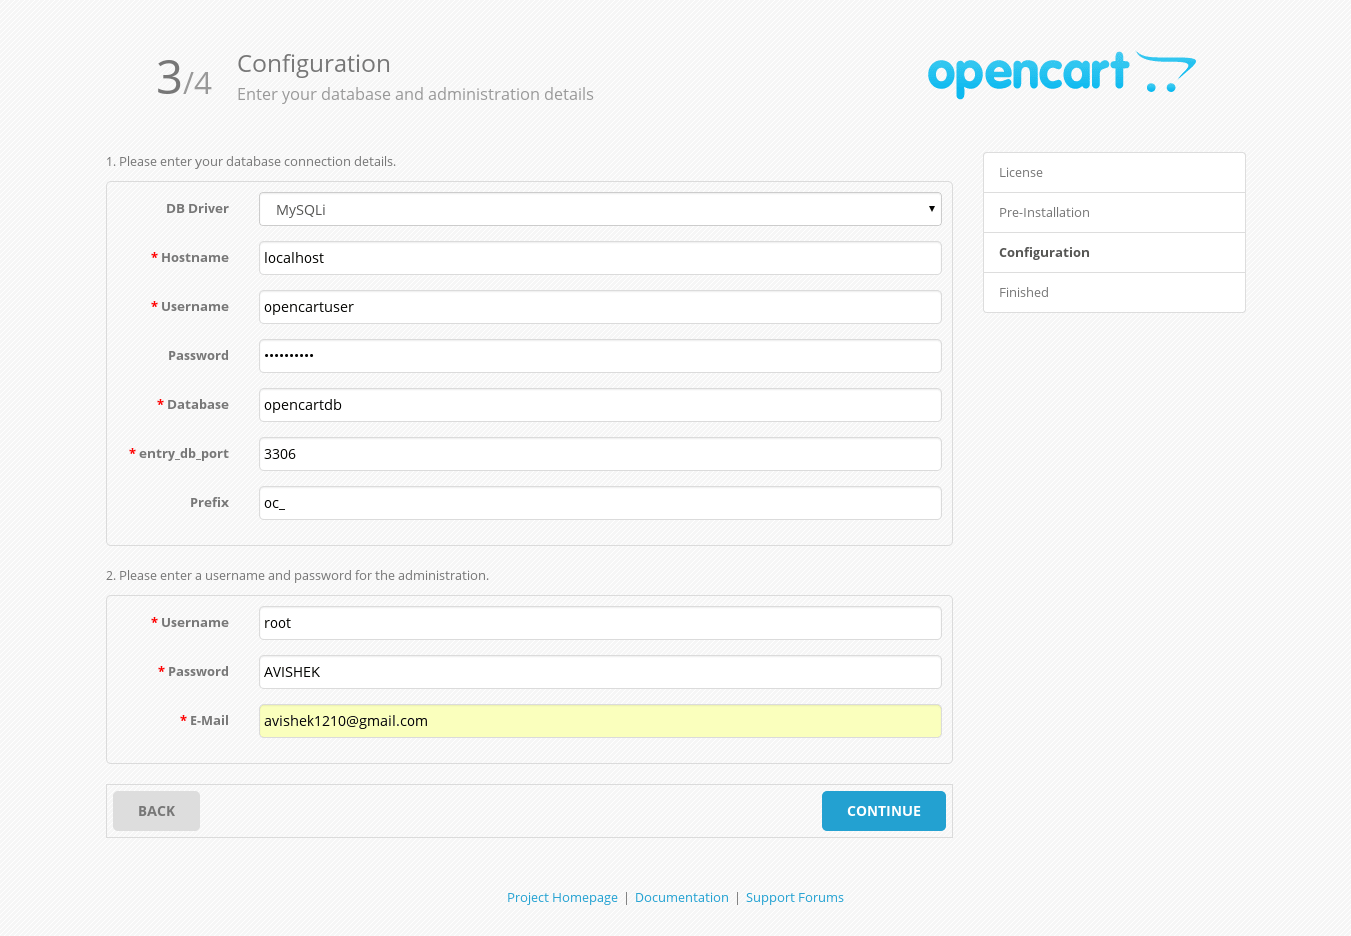 3/4
Configuration
Enter your database and administration details
opencart
1. Please enter your database connection details.
DB Driver MySQLi
* Hostname localhost
* Username opencartuser
Password ••••••••••
* Database opencartdb
* entry_db_port 3306
Prefix oc_
2. Please enter a username and password for the administration.
* Username root
* Password AVISHEK
* E-Mail avishek1210@gmail.com
BACK CONTINUE
License
Pre-Installation
Configuration
Finished
Project Homepage | Documentation | Support Forums